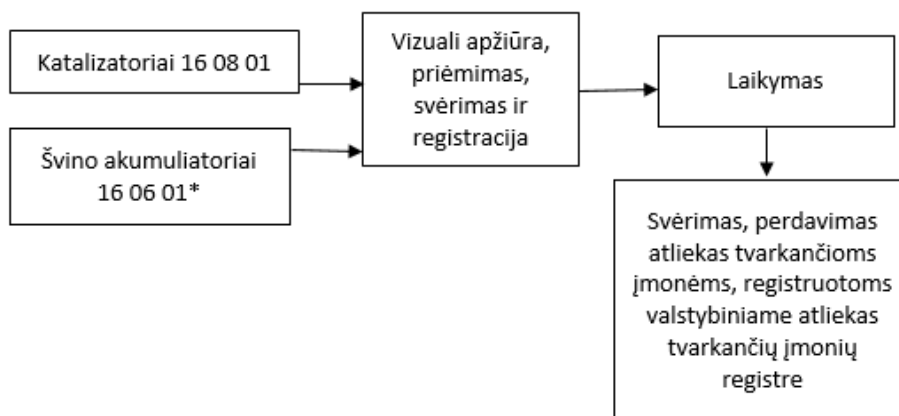 Katalizatoriai 16 08 01
Švino akumuliatoriai
16 06 01*
Vizuali apžiūra,
priėmimas,
svėrimas ir
registracija
Laikymas
Svėrimas, perdavimas
atliekas tvarkančioms
įmonėms, registruotoms
valstybiniame atliekas
tvarkančių įmonių
registre